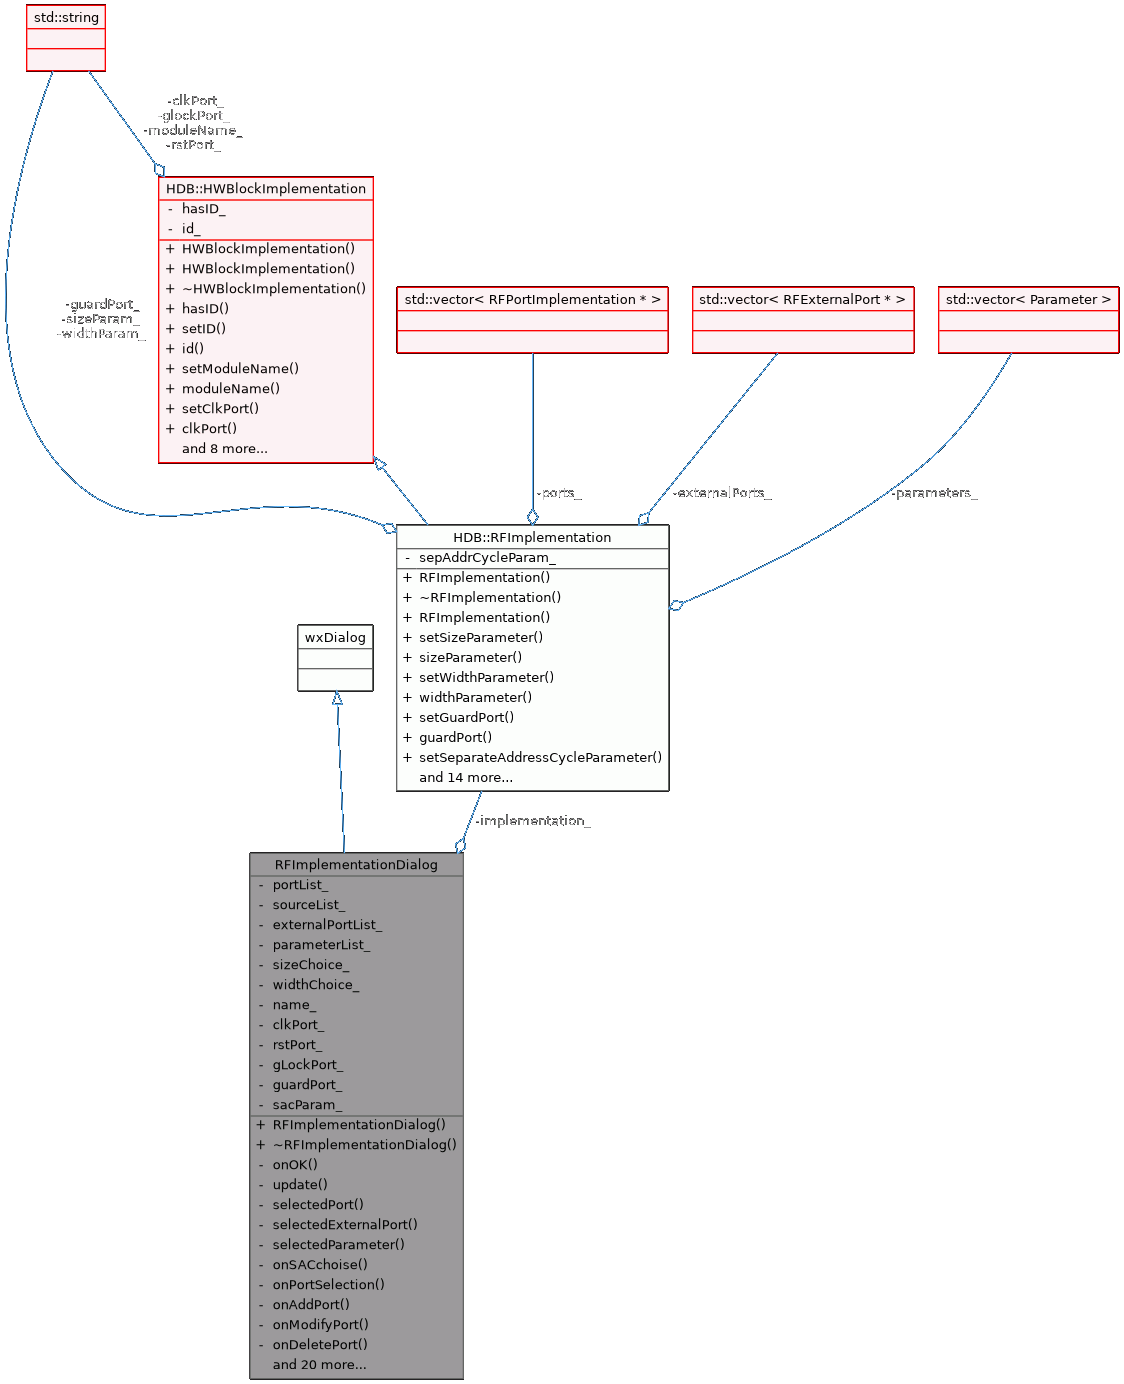 std::string
-clkPort_
-glockPort_
-moduleName_
-rstPort_
HDB::HWBlockImplementation
- hasID_
- id_
+ HWBlockImplementation()
+ HWBlockImplementation()
+ ~HWBlockImplementation()
+ hasID()
+ setID()
+ id()
+ setModuleName()
+ moduleName()
+ setClkPort()
+ clkPort()
and 8 more...
-guardPort_
-sizeParam_
-widthParam_
std::vector< RFPortImplementation * >
std::vector< RFExternalPort * >
std::vector< Parameter >
-ports_
-externalPorts_
-parameters_
HDB::RFImplementation
- sepAddrCycleParam_
+ RFImplementation()
+ ~RFImplementation()
+ RFImplementation()
+ setSizeParameter()
+ sizeParameter()
+ setWidthParameter()
+ widthParameter()
+ setGuardPort()
+ guardPort()
+ setSeparateAddressCycleParameter()
and 14 more...
wxDialog
-implementation_
RFImplementationDialog
- portList_
- sourceList_
- externalPortList_
- parameterList_
- sizeChoice_
- widthChoice_
- name_
- clkPort_
- rstPort_
- gLockPort_
- guardPort_
- sacParam_
+ RFImplementationDialog()
+ ~RFImplementationDialog()
- onOK()
- update()
- selectedPort()
- selectedExternalPort()
- selectedParameter()
- onSACchoise()
- onPortSelection()
- onAddPort()
- onModifyPort()
- onDeletePort()
and 20 more...